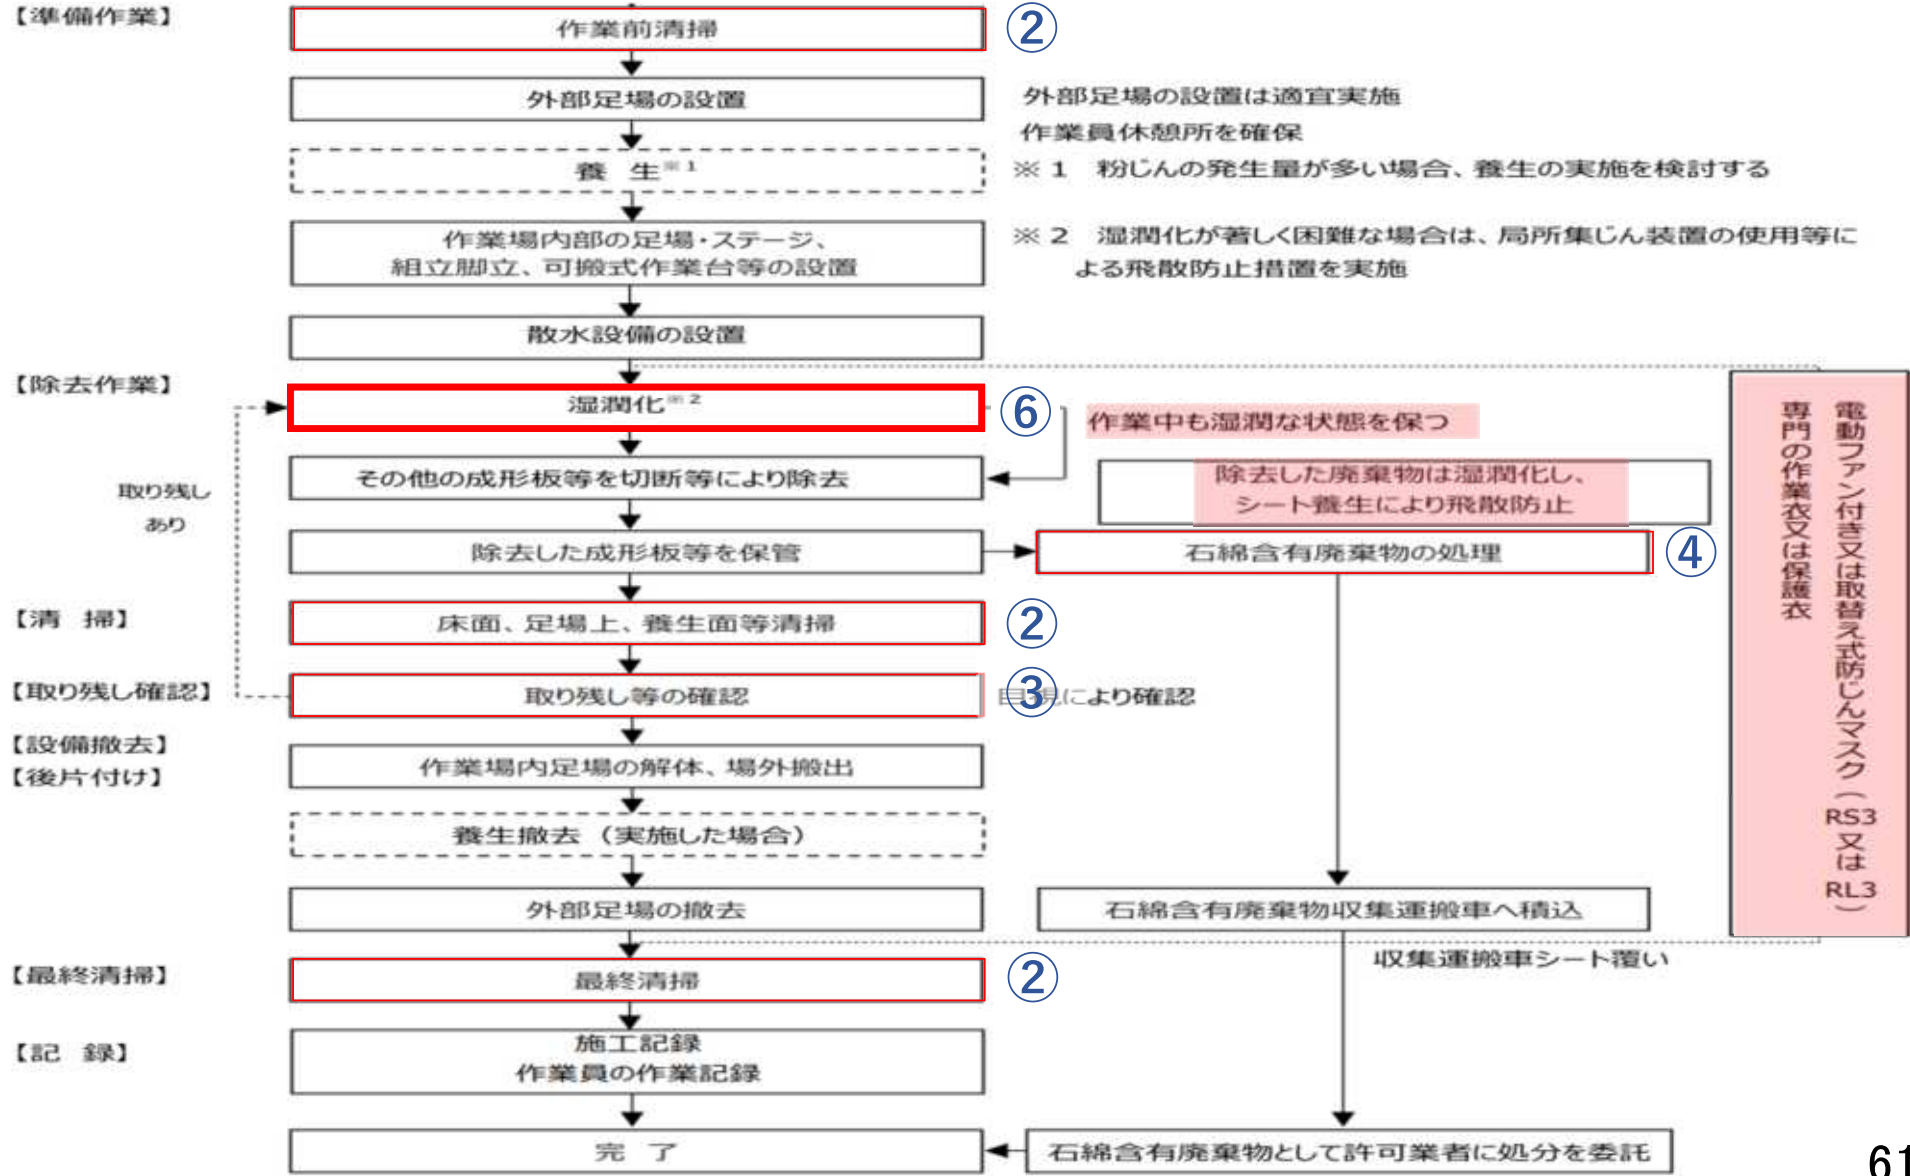 【準備作業】
作業前清掃
②
外部足場の設置
外部足場の設置は適宜実施
作業員休憩所を確保
養 生※1
※1 粉じんの発生量が多い場合、養生の実施を検討する
作業場内部の足場・ステージ、
組立脚立、可搬式作業台等の設置
※2 湿潤化が著しく困難な場合は、局所集じん装置の使用等に
よる飛散防止措置を実施
散水設備の設置
【除去作業】
湿潤化※2
⑥
作業中も湿潤な状態を保つ
その他の成形板等を切断等により除去
除去した廃棄物は湿潤化し、
シート養生により飛散防止
取り残し
あり
除去した成形板等を保管
石綿含有廃棄物の処理
④
電動ファン付き又は取替え式防じんマスク(RS3又はRL3)
専門の作業衣又は保護衣
【清 掃】
床面、足場上、養生面等清掃
②
【取り残し確認】
取り残し等の確認
③
目視により確認
【設備撤去】
【後片付け】
作業場内足場の解体、場外搬出
養生撤去（実施した場合）
外部足場の撤去
石綿含有廃棄物収集運搬車へ積込
収集運搬車シート覆い
【最終清掃】
最終清掃
②
【記 録】
施工記録
作業員の作業記録
完 了
石綿含有廃棄物として許可業者に処分を委託
61